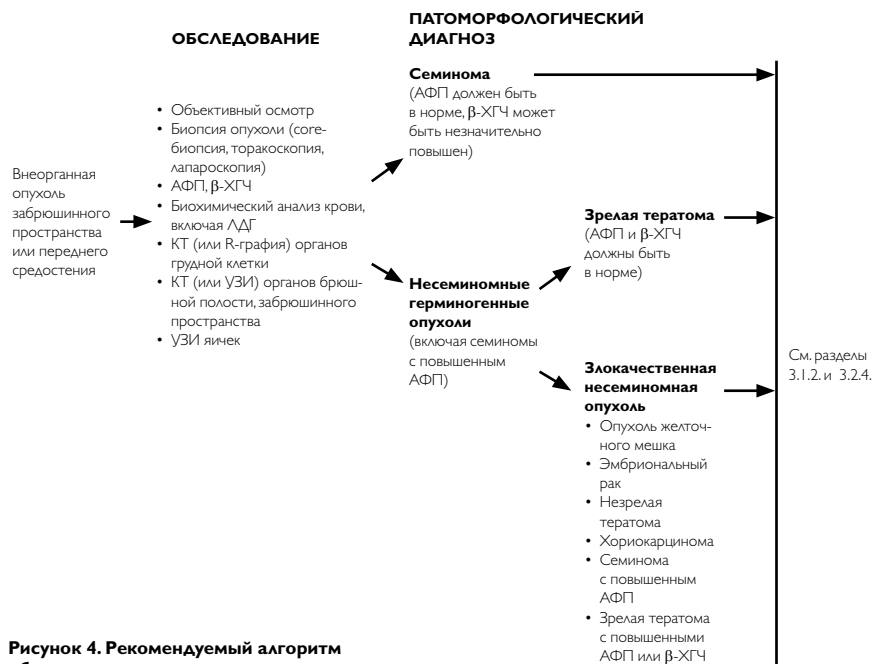 ОБСЛЕДОВАНИЕ
ПАТОМОРФОЛОГИЧЕСКИЙ
ДИАГНОЗ
Внеорганная
опухоль
забрюшинного
пространства
или переднего
средостения
• Объективный осмотр
• Биопсия опухоли (core-
биопсия, торакоскопия,
лапароскопия)
• АФП, β-ХГЧ
• Биохимический анализ крови,
включая ЛДГ
• КТ (или R-графия) органов
грудной клетки
• КТ (или УЗИ) органов брюш-
ной полости, забрюшинного
пространства
• УЗИ яичек
Семинома
(АФП должен быть
в норме, β-ХГЧ может
быть незначительно
повышен)
Несеминомные
герминогенные
опухоли
(включая семиномы
с повышенным
АФП)
Зрелая тератома
(АФП и β-ХГЧ
должны быть
в норме)
Злокачественная
несеминомная
опухоль
• Опухоль желточ-
ного мешка
• Эмбриональный
рак
• Незрелая
тератома
• Хориокарцинома
• Семинома
с повышенным
АФП
• Зрелая тератома
с повышенными
АФП или β-ХГЧ
См. разделы
3.1.2. и 3.2.4.
Рисунок 4. Рекомендуемый алгоритм